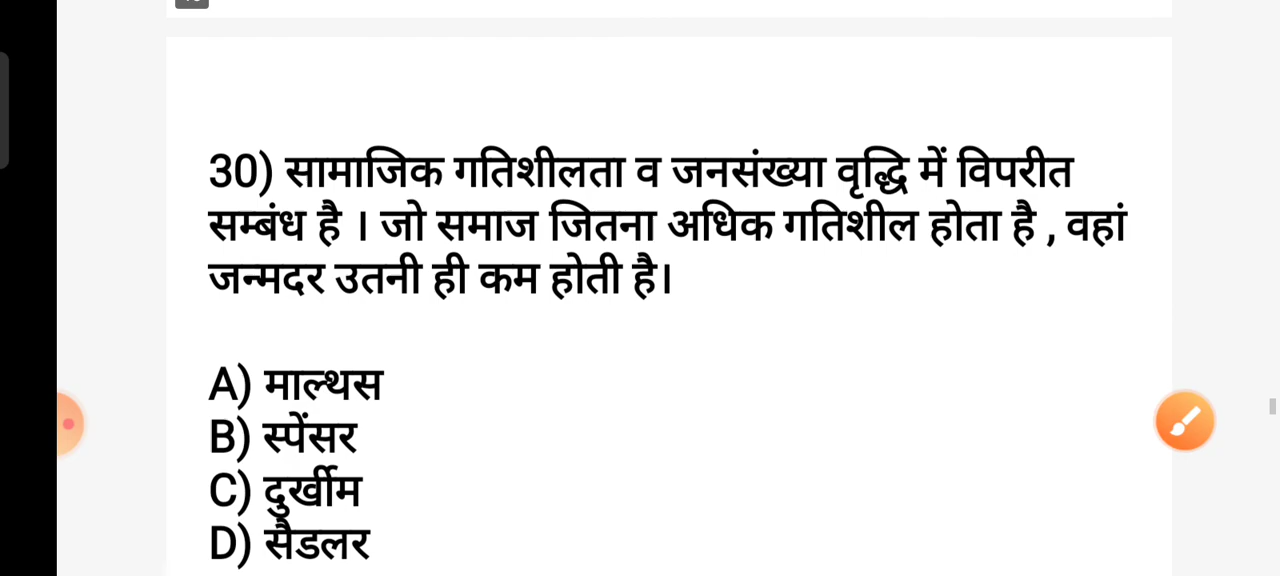 30) सामाजिक गतिशीलता व जनसंख्या वृद्धि में विपरीत
सम्बंध है । जो समाज जितना अधिक गतिशील होता है , वहां
जन्मदर उतनी ही कम होती है।
A) माल्थस
B) स्पेंसर
C) दुर्खीम
D) सैडलर